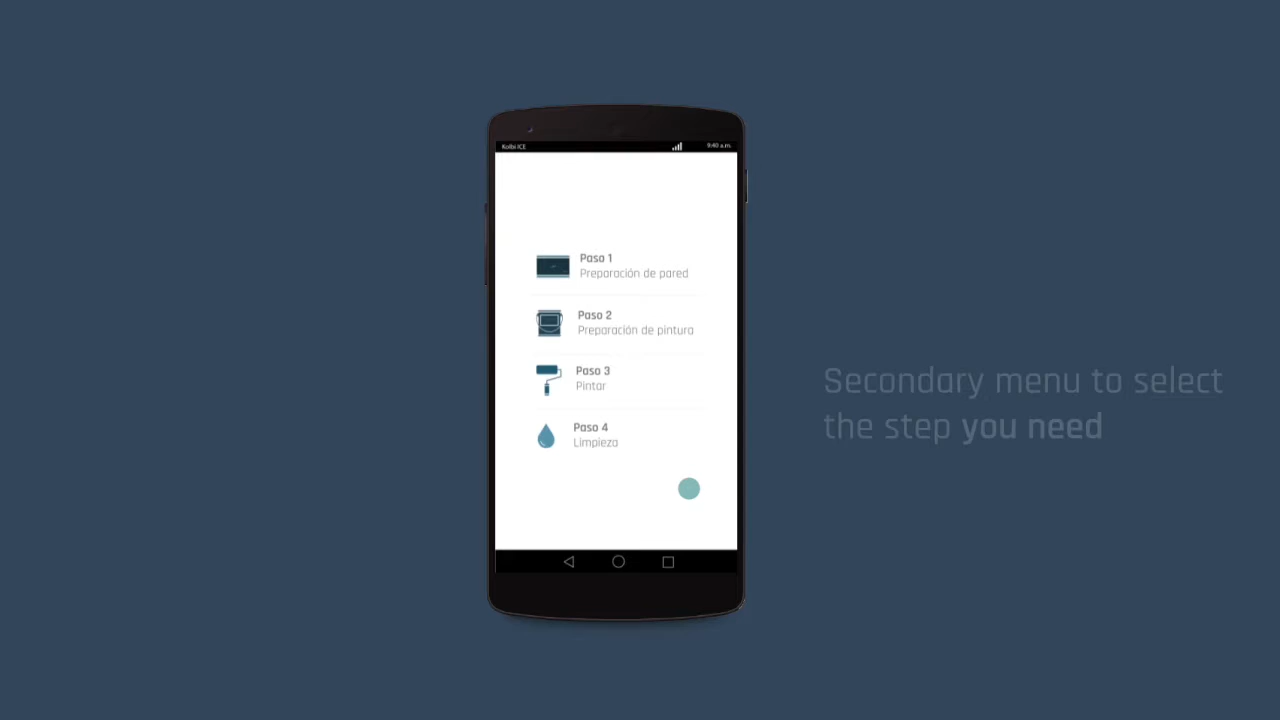 Kolbi ICE
9:40 a.m.
Paso 1
Preparación de pared
Paso 2
Preparación de pintura
Paso 3
Pintar
Paso 4
Limpieza
Secondary menu to select
the step you need